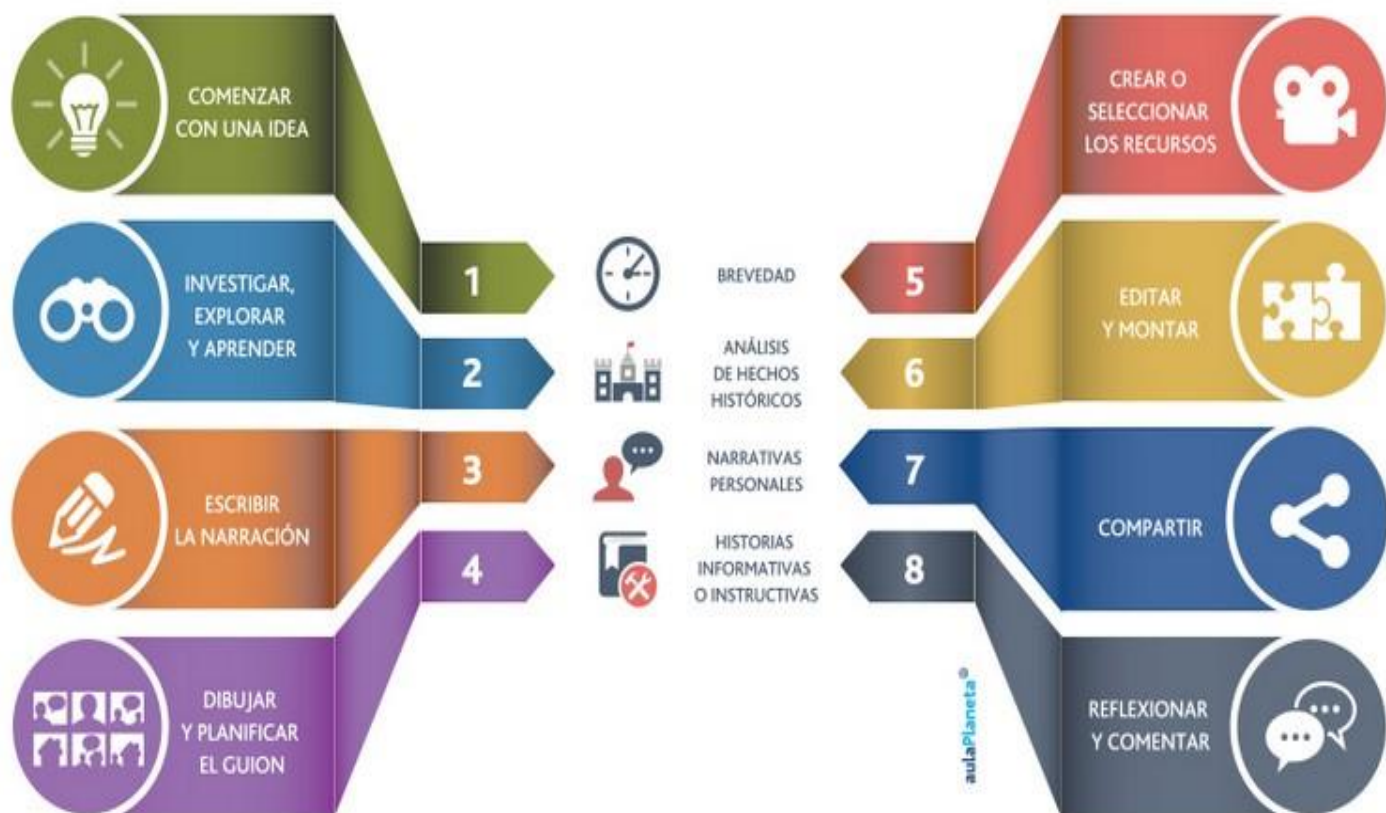 COMENZAR
CON UNA IDEA
1
INVESTIGAR,
EXPLORAR
Y APRENDER
2
ESCRIBIR
LA NARRACIÓN
3
DIBUJAR
Y PLANIFICAR
EL GUION
4
BREVEDAD
ANÁLISIS
DE HECHOS
HISTÓRICOS
NARRATIVAS
PERSONALES
HISTORIAS
INFORMATIVAS
O INSTRUCTIVAS
CREAR O
SELECCIONAR
LOS RECURSOS
5
EDITAR
Y MONTAR
6
COMPARTIR
7
REFLEXIONAR
Y COMENTAR
8
aulaPlaneta®